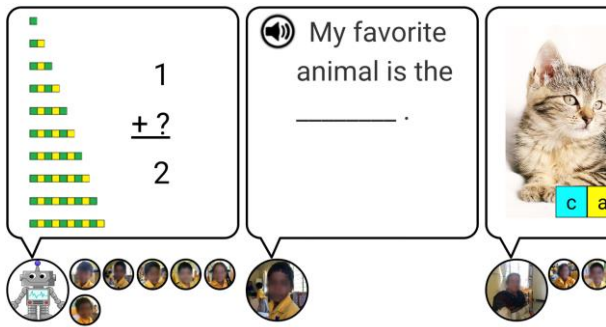 1
+ ?
2
My favorite
animal is the
________ .
c a